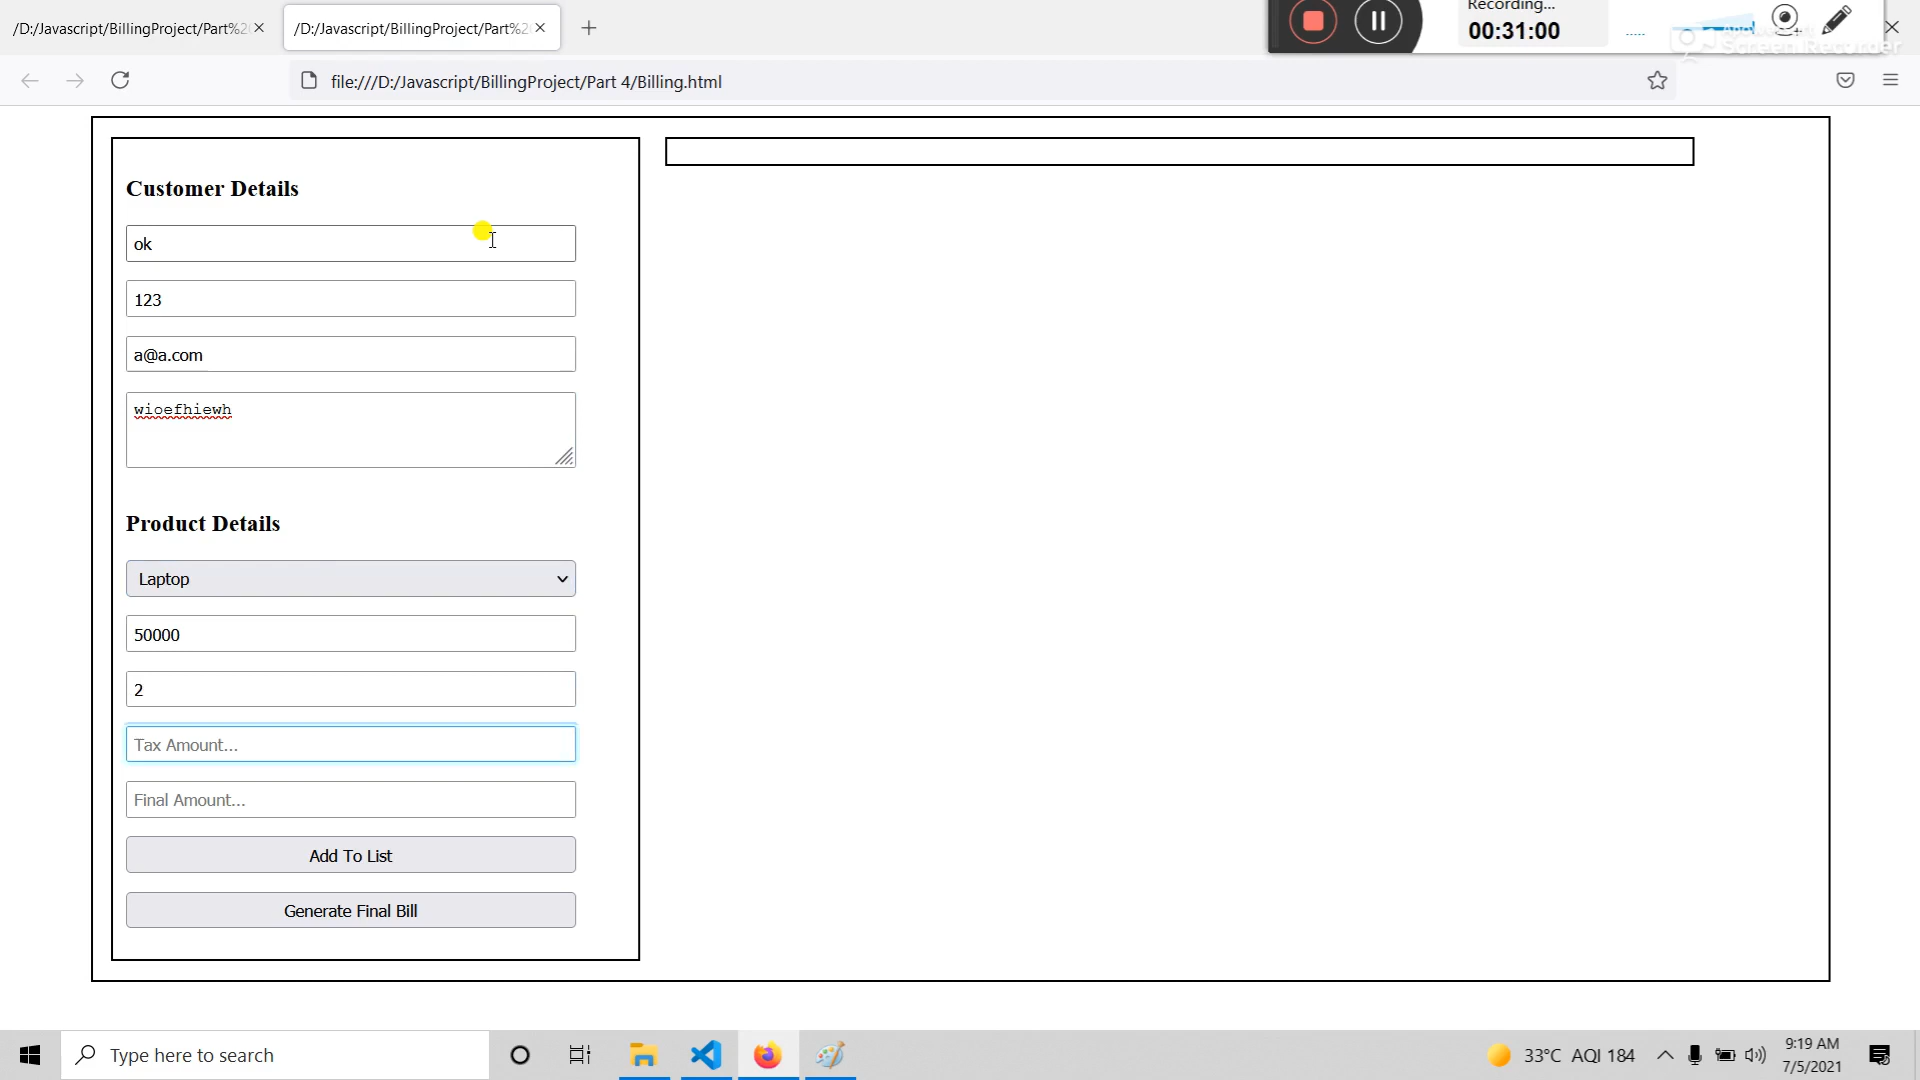 /D:/Javascript/BillingProject/Part%2
/D:/Javascript/BillingProject/Part%2
Recording...
00:31:00
Screen Recorder
file:///D:/Javascript/BillingProject/Part 4/Billing.html
Customer Details
ok
123
a@a.com
wioefhiewh
Product Details
Laptop
50000
2
Tax Amount...
Final Amount...
Add To List
Generate Final Bill
Type here to search
33°C AQI 184
9:19 AM
7/5/2021